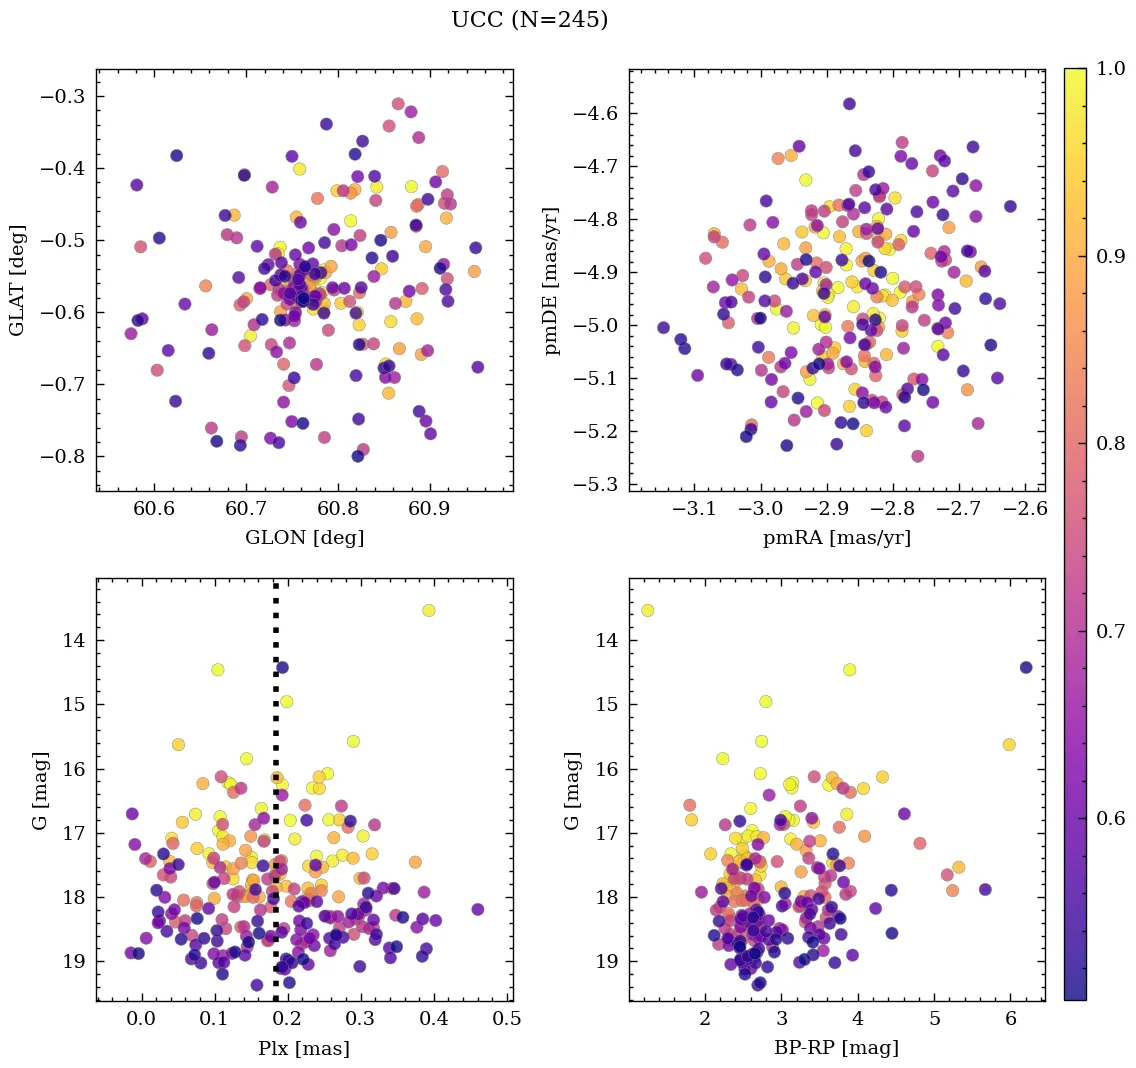 UCC (N=245)
−0.3
−0.4
−0.5
−0.6
−0.7
−0.8
GLAT [deg]
60.6 60.7 60.8 60.9
GLON [deg]
−4.6
−4.7
−4.8
−4.9
−5.0
−5.1
−5.2
−5.3
pmDE [mas/yr]
−3.1 −3.0 −2.9 −2.8 −2.7 −2.6
pmRA [mas/yr]
1.0
0.9
0.8
0.7
0.6
14
15
16
17
18
19
G [mag]
0.0 0.1 0.2 0.3 0.4 0.5
Plx [mas]
14
15
16
17
18
19
G [mag]
2 3 4 5 6
BP-RP [mag]